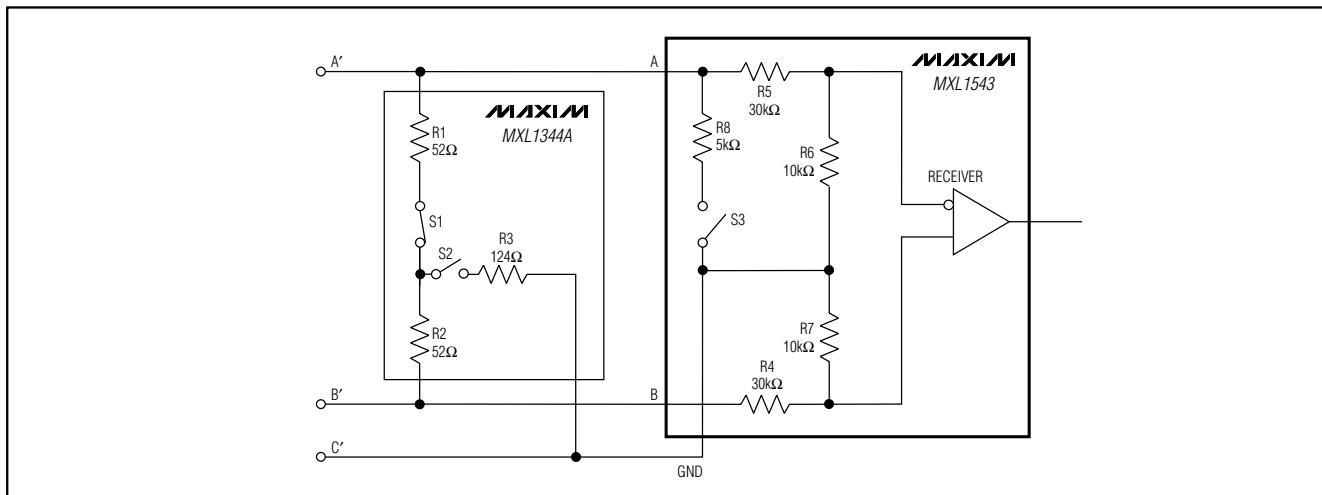 A′
A
MAXIM
MXL1543
R5
30kΩ
MAXIM
MXL1344A
R1
52Ω
R8
5kΩ
R6
10kΩ
RECEIVER
S1
S3
S2
R3
124Ω
R2
52Ω
R7
10kΩ
R4
30kΩ
B′
B
C′
GND